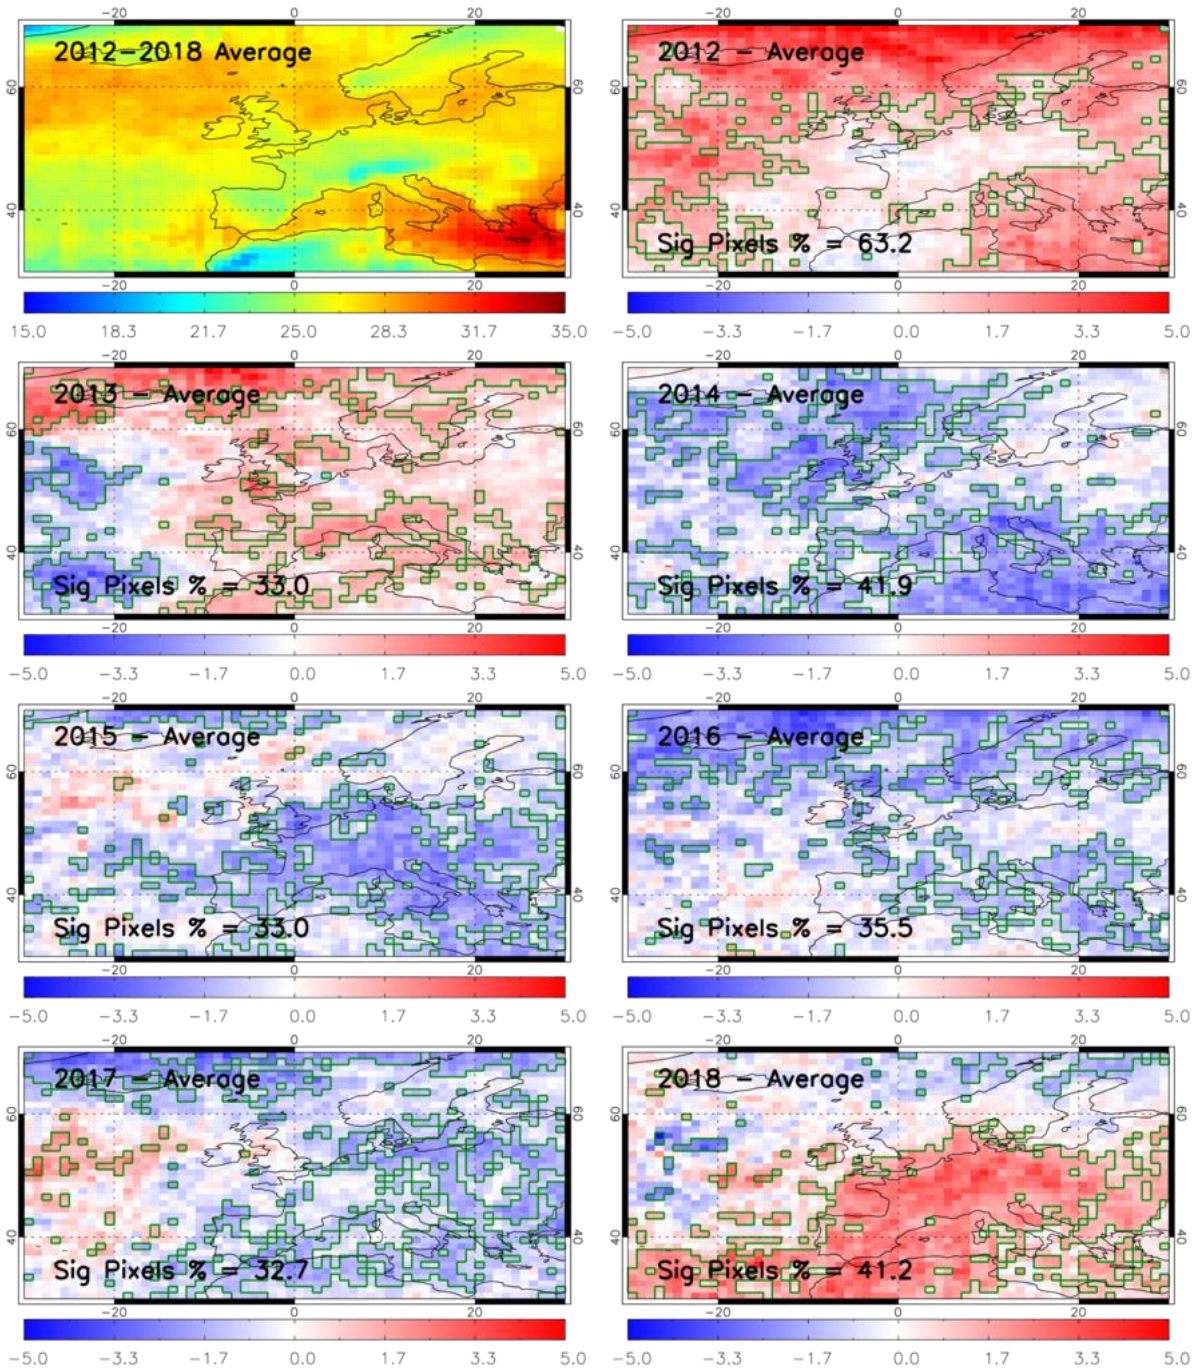 -20 0 20
2012-2018 Average
60 60
40 40
-20 0 20
15.0 18.3 21.7 25.0 28.3 31.7 35.0
-20 0 20
2012 - Average
60 60
40 40
Sig Pixels % = 63.2
-20 0 20
-5.0 -3.3 -1.7 0.0 1.7 3.3 5.0
-20 0 20
2013 - Average
60 60
40 40
Sig Pixels % = 33.0
-20 0 20
-5.0 -3.3 -1.7 0.0 1.7 3.3 5.0
-20 0 20
2014 - Average
60 60
40 40
Sig Pixels % = 41.9
-20 0 20
-5.0 -3.3 -1.7 0.0 1.7 3.3 5.0
-20 0 20
2015 - Average
60 60
40 40
Sig Pixels % = 33.0
-20 0 20
-5.0 -3.3 -1.7 0.0 1.7 3.3 5.0
-20 0 20
2016 - Average
60 60
40 40
Sig Pixels % = 35.5
-20 0 20
-5.0 -3.3 -1.7 0.0 1.7 3.3 5.0
-20 0 20
2017 - Average
60 60
40 40
Sig Pixels % = 32.7
-20 0 20
-5.0 -3.3 -1.7 0.0 1.7 3.3 5.0
-20 0 20
2018 - Average
60 60
40 40
Sig Pixels % = 41.2
-20 0 20
-5.0 -3.3 -1.7 0.0 1.7 3.3 5.0